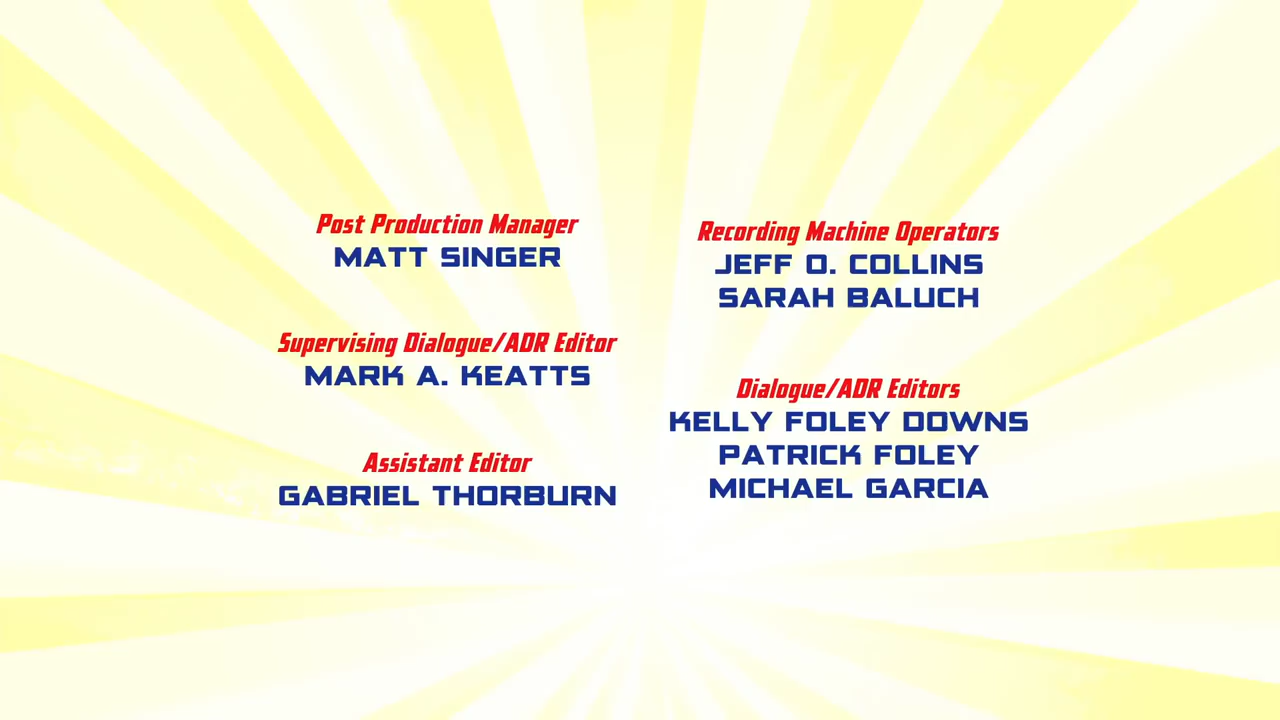 Post Production Manager
MATT SINGER
Supervising Dialogue/ADR Editor
MARK A. KEATTS
Assistant Editor
GABRIEL THORBURN
Recording Machine Operators
JEFF O. COLLINS
SARAH BALUCH
Dialogue/ADR Editors
KELLY FOLEY DOWNS
PATRICK FOLEY
MICHAEL GARCIA